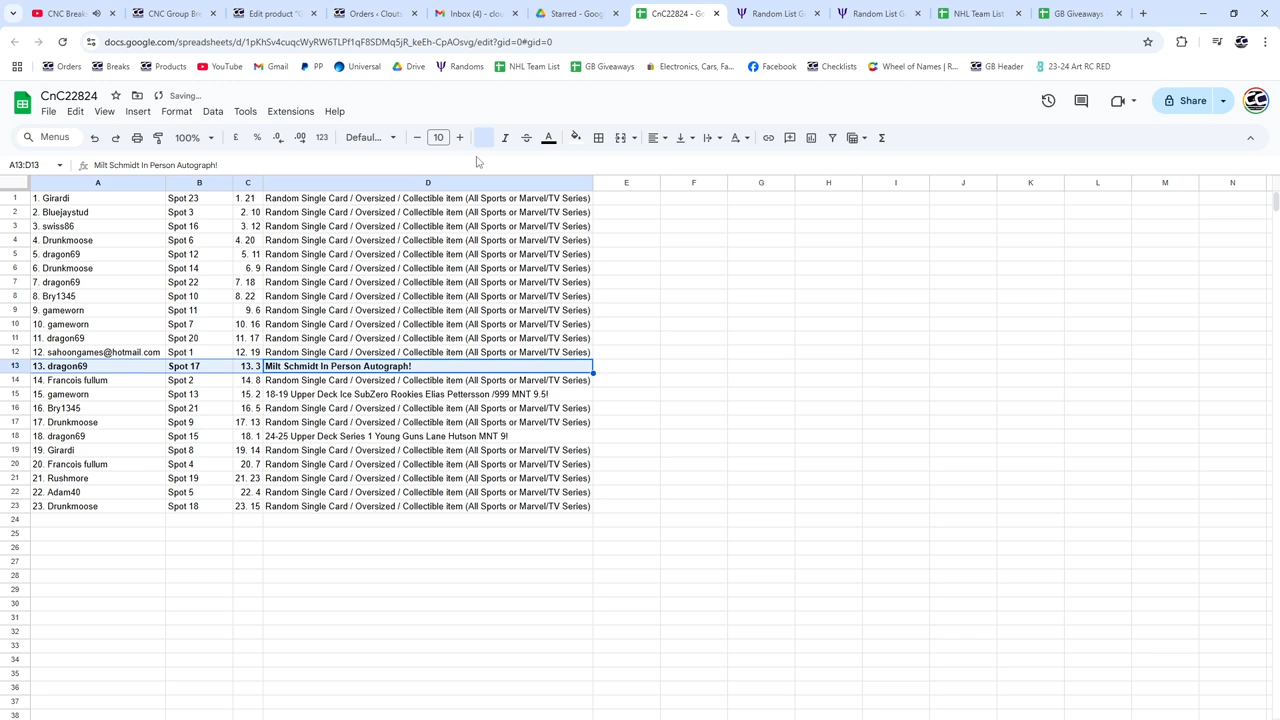 CNC Breaks
CNC Group Bre
Edit product "G
Orders ‹ Clouts
Inbox (4) - clou
Starred - Goog
CnC22824 - G
Random List G
Random List Ge
NHL Team List
GB Giveaways
docs.google.com/spreadsheets/d/1pKhSv4cuqcWyRW6TLPf1qF8SDMq5jR_keEh-CpAOsvg/edit?gid=0#gid=0
Orders
Breaks
Products
YouTube
Gmail
PP
Universal
Drive
Randoms
NHL Team List
GB Giveaways
Electronics, Cars, Fa...
Facebook
Checklists
Wheel of Names | R...
GB Header
23-24 Art RC RED
CnC22824
Saving...
File Edit View Insert Format Data Tools Extensions Help
Share
Menus
100%
£ % .0 .00 123
Defaul...
10
A13:D13
Milt Schmidt In Person Autograph!
A B C D E F G H I J K L M N
1 1. Girardi Spot 23 1. 21 Random Single Card / Oversized / Collectible item (All Sports or Marvel/TV Series)
2 2. Bluejaystud Spot 3 2. 10 Random Single Card / Oversized / Collectible item (All Sports or Marvel/TV Series)
3 3. swiss86 Spot 16 3. 12 Random Single Card / Oversized / Collectible item (All Sports or Marvel/TV Series)
4 4. Drunkmoose Spot 6 4. 20 Random Single Card / Oversized / Collectible item (All Sports or Marvel/TV Series)
5 5. dragon69 Spot 12 5. 11 Random Single Card / Oversized / Collectible item (All Sports or Marvel/TV Series)
6 6. Drunkmoose Spot 14 6. 9 Random Single Card / Oversized / Collectible item (All Sports or Marvel/TV Series)
7 7. dragon69 Spot 22 7. 18 Random Single Card / Oversized / Collectible item (All Sports or Marvel/TV Series)
8 8. Bry1345 Spot 10 8. 22 Random Single Card / Oversized / Collectible item (All Sports or Marvel/TV Series)
9 9. gameworn Spot 11 9. 6 Random Single Card / Oversized / Collectible item (All Sports or Marvel/TV Series)
10 10. gameworn Spot 7 10. 16 Random Single Card / Oversized / Collectible item (All Sports or Marvel/TV Series)
11 11. dragon69 Spot 20 11. 17 Random Single Card / Oversized / Collectible item (All Sports or Marvel/TV Series)
12 12. sahoongames@hotmail.com Spot 1 12. 19 Random Single Card / Oversized / Collectible item (All Sports or Marvel/TV Series)
13 13. dragon69 Spot 17 13. 3 Milt Schmidt In Person Autograph!
14 14. Francois fullum Spot 2 14. 8 Random Single Card / Oversized / Collectible item (All Sports or Marvel/TV Series)
15 15. gameworn Spot 13 15. 2 18-19 Upper Deck Ice SubZero Rookies Elias Pettersson /999 MNT 9.5!
16 16. Bry1345 Spot 21 16. 5 Random Single Card / Oversized / Collectible item (All Sports or Marvel/TV Series)
17 17. Drunkmoose Spot 9 17. 13 Random Single Card / Oversized / Collectible item (All Sports or Marvel/TV Series)
18 18. dragon69 Spot 15 18. 1 24-25 Upper Deck Series 1 Young Guns Lane Hutson MNT 9!
19 19. Girardi Spot 8 19. 14 Random Single Card / Oversized / Collectible item (All Sports or Marvel/TV Series)
20 20. Francois fullum Spot 4 20. 7 Random Single Card / Oversized / Collectible item (All Sports or Marvel/TV Series)
21 21. Rushmore Spot 19 21. 23 Random Single Card / Oversized / Collectible item (All Sports or Marvel/TV Series)
22 22. Adam40 Spot 5 22. 4 Random Single Card / Oversized / Collectible item (All Sports or Marvel/TV Series)
23 23. Drunkmoose Spot 18 23. 15 Random Single Card / Oversized / Collectible item (All Sports or Marvel/TV Series)
24
25
26
27
28
29
30
31
32
33
34
35
36
37
38